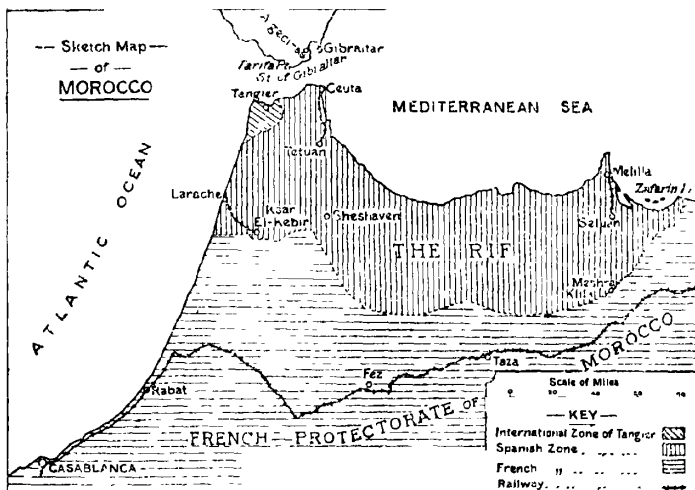 -- Sketch Map --
— of —
MOROCCO
Algeciras
Gibraltar
Tarifa Pt.
St. of Gibraltar
Tangier
Ceuta
MEDITERRANEAN SEA
Tetuan
Melilla
Zafarin I.
Larache
Ksar
El-Kebir
Sheshaven
Seluan
THE RIF
ATLANTIC OCEAN
Rabat
Fez
Taza
FRENCH PROTECTORATE OF MOROCCO
CASABLANCA
Scale of Miles
— KEY —
International Zone of Tangier
Spanish Zone
French " "
Railway